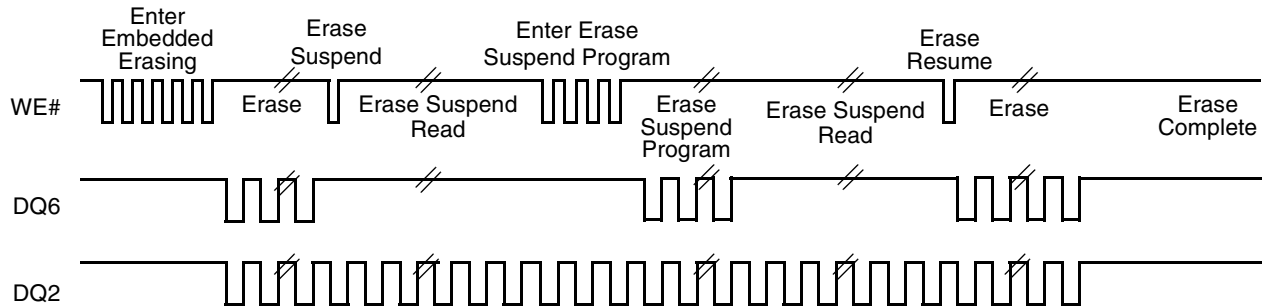 Enter
Embedded
Erasing
Erase
Suspend
Enter Erase
Suspend Program
Erase
Resume
WE#
Erase
Erase Suspend
Read
Erase
Suspend
Program
Erase Suspend
Read
Erase
Erase
Complete
DQ6
DQ2